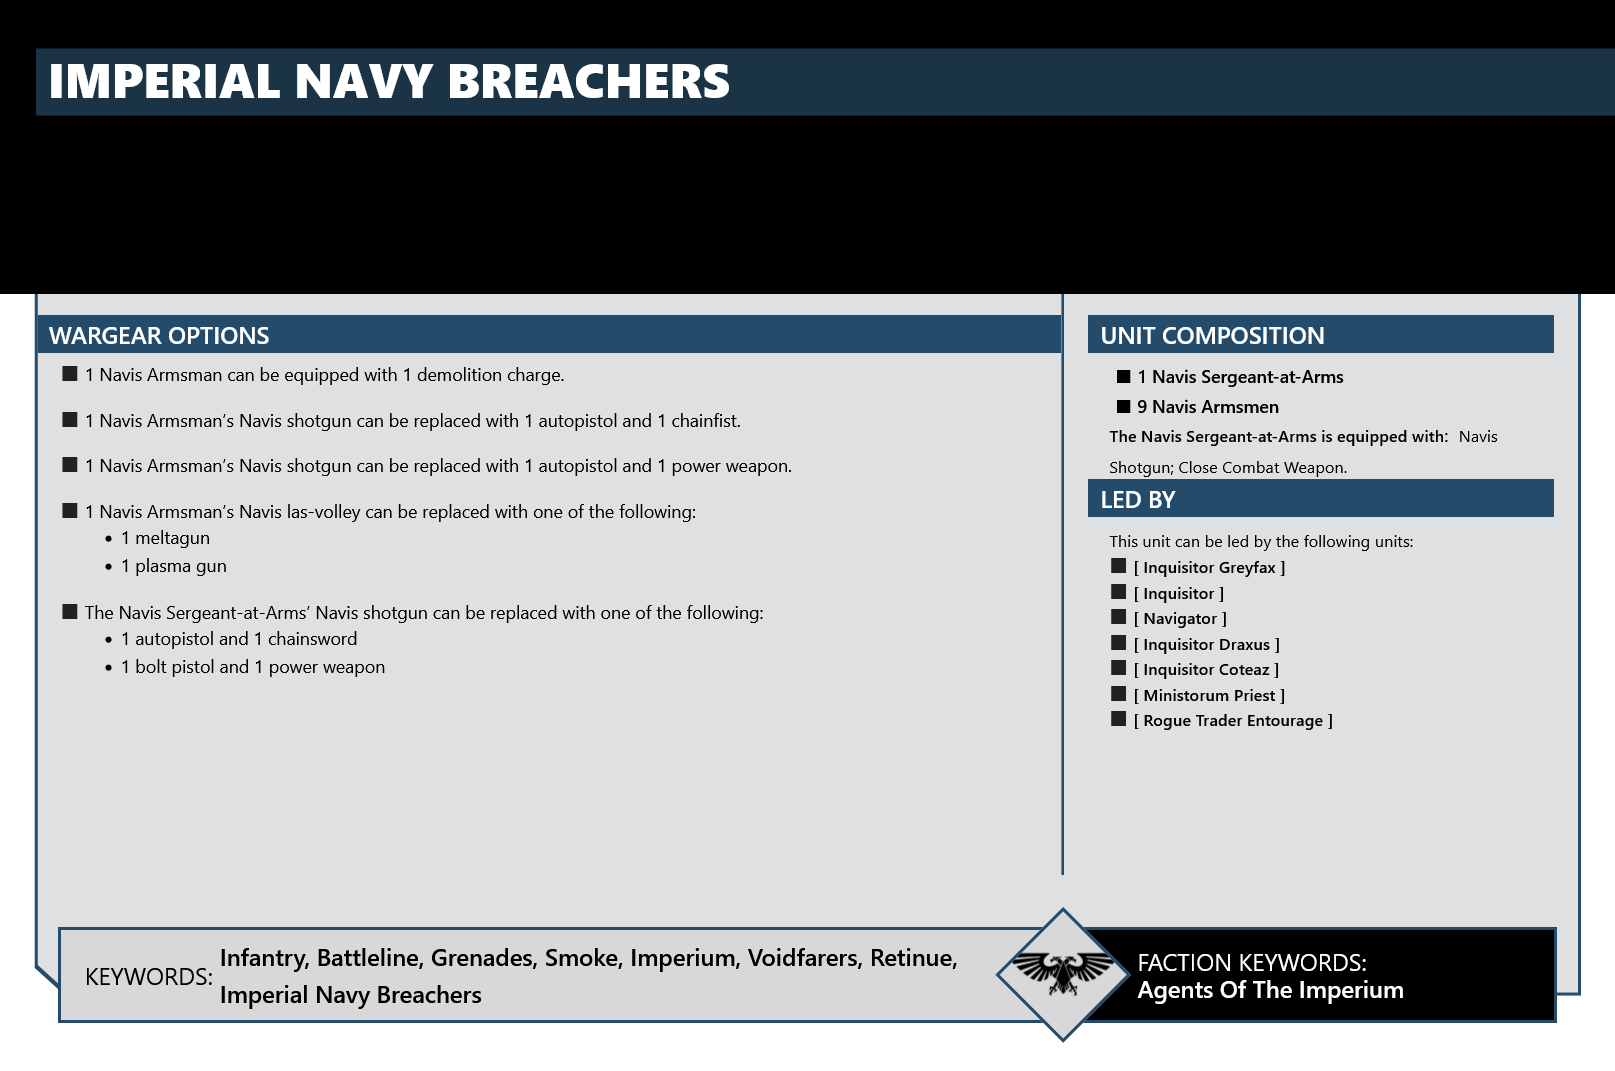 IMPERIAL NAVY BREACHERS
WARGEAR OPTIONS
■ 1 Navis Armsman can be equipped with 1 demolition charge.
■ 1 Navis Armsman's Navis shotgun can be replaced with 1 autopistol and 1 chainfist.
■ 1 Navis Armsman's Navis shotgun can be replaced with 1 autopistol and 1 power weapon.
■ 1 Navis Armsman's Navis las-volley can be replaced with one of the following:
• 1 meltagun
• 1 plasma gun
■ The Navis Sergeant-at-Arms' Navis shotgun can be replaced with one of the following:
• 1 autopistol and 1 chainsword
• 1 bolt pistol and 1 power weapon
UNIT COMPOSITION
■ 1 Navis Sergeant-at-Arms
■ 9 Navis Armsmen
The Navis Sergeant-at-Arms is equipped with: Navis
Shotgun; Close Combat Weapon.
LED BY
This unit can be led by the following units:
■ [ Inquisitor Greyfax ]
■ [ Inquisitor ]
■ [ Navigator ]
■ [ Inquisitor Draxus ]
■ [ Inquisitor Coteaz ]
■ [ Ministorum Priest ]
■ [ Rogue Trader Entourage ]
KEYWORDS: Infantry, Battleline, Grenades, Smoke, Imperium, Voidfarers, Retinue,
Imperial Navy Breachers
FACTION KEYWORDS:
Agents Of The Imperium